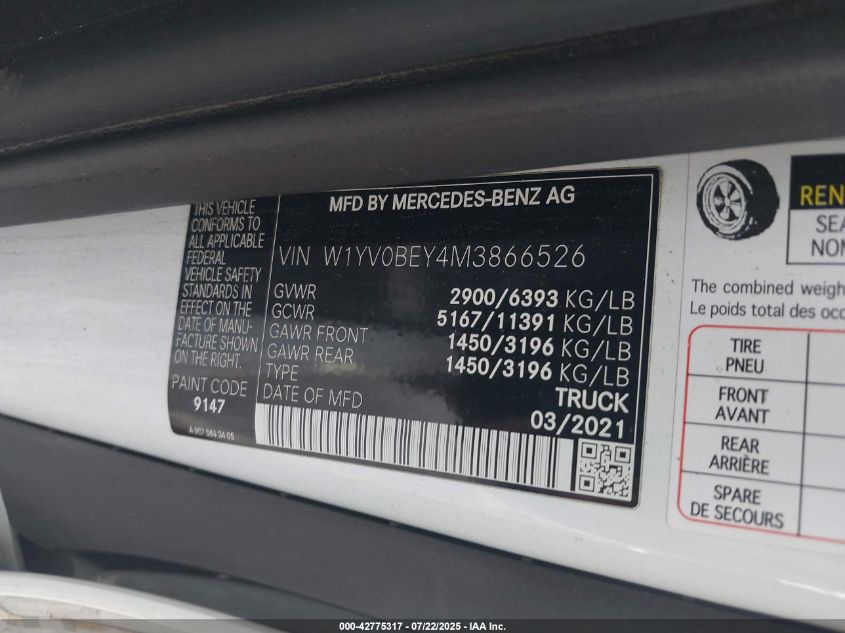 MFD BY MERCEDES-BENZ AG
THIS VEHICLE
CONFORMS TO
ALL APPLICABLE
FEDERAL
VEHICLE SAFETY
STANDARDS IN
EFFECT ON THE
DATE OF MANU-
FACTURE SHOWN
ON THE RIGHT.
PAINT CODE
9147
A 907 584 34 05
VIN W1YV0BEY4M3866526
GVWR 2900/6393 KG/LB
GCWR 5167/11391 KG/LB
GAWR FRONT 1450/3196 KG/LB
GAWR REAR 1450/3196 KG/LB
TYPE TRUCK
DATE OF MFD 03/2021
The combined
Le poids total des
TIRE
PNEU
FRONT
AVANT
REAR
ARRIÈRE
SPARE
DE SECOURS
000-42775317 - 07/22/2025 - IAA Inc.